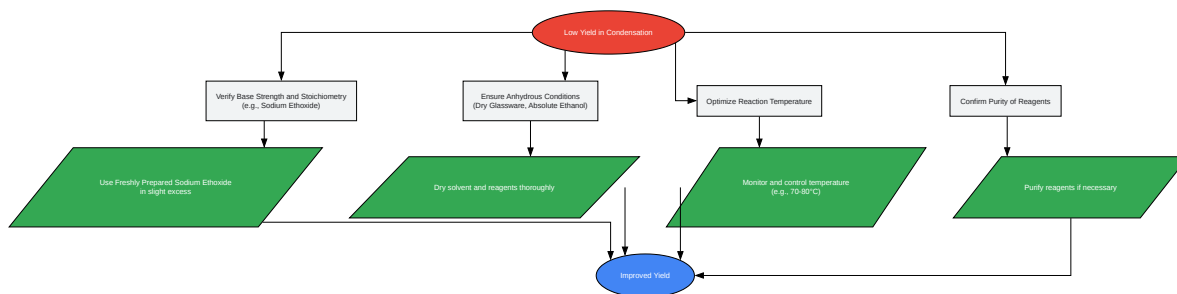 Low Yield in Condensation
Verify Base Strength and Stoichiometry
(e.g., Sodium Ethoxide)
Ensure Anhydrous Conditions
(Dry Glassware, Absolute Ethanol)
Optimize Reaction Temperature
Confirm Purity of Reagents
Use Freshly Prepared Sodium Ethoxide
in slight excess
Dry solvent and reagents thoroughly
Monitor and control temperature
(e.g., 70-80°C)
Purify reagents if necessary
Improved Yield